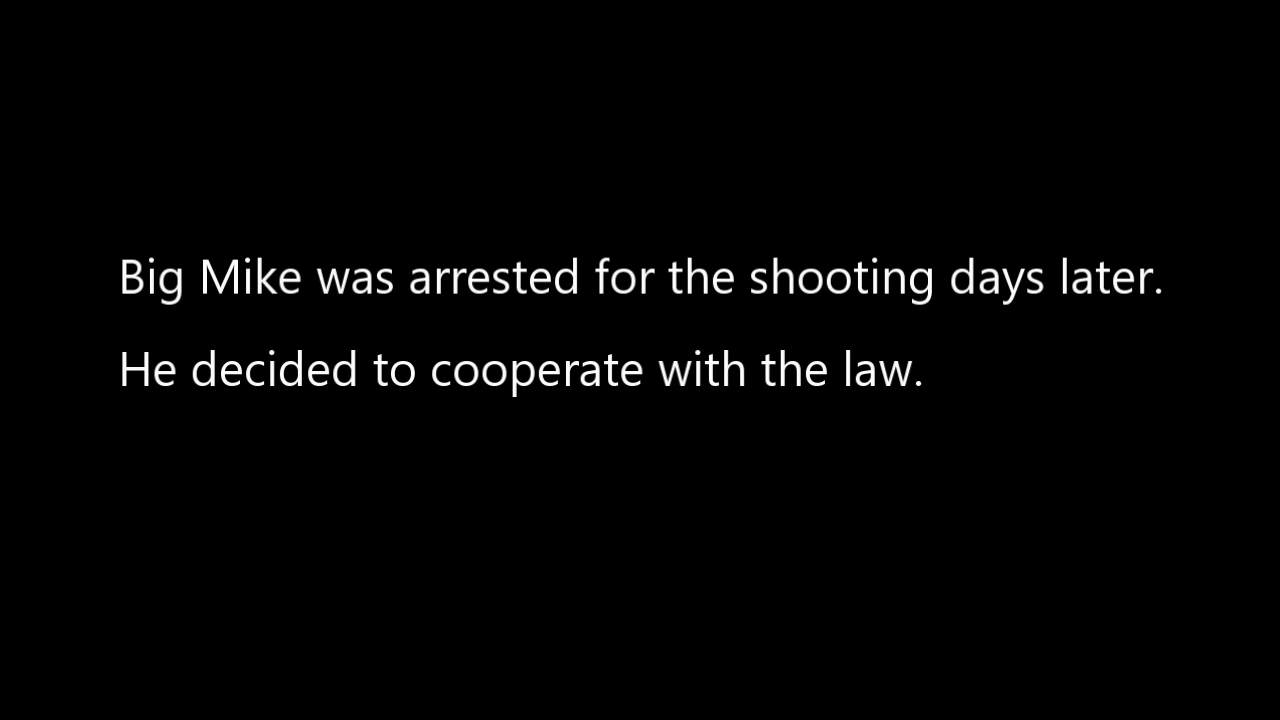 Big Mike was arrested for the shooting days later.
He decided to cooperate with the law.